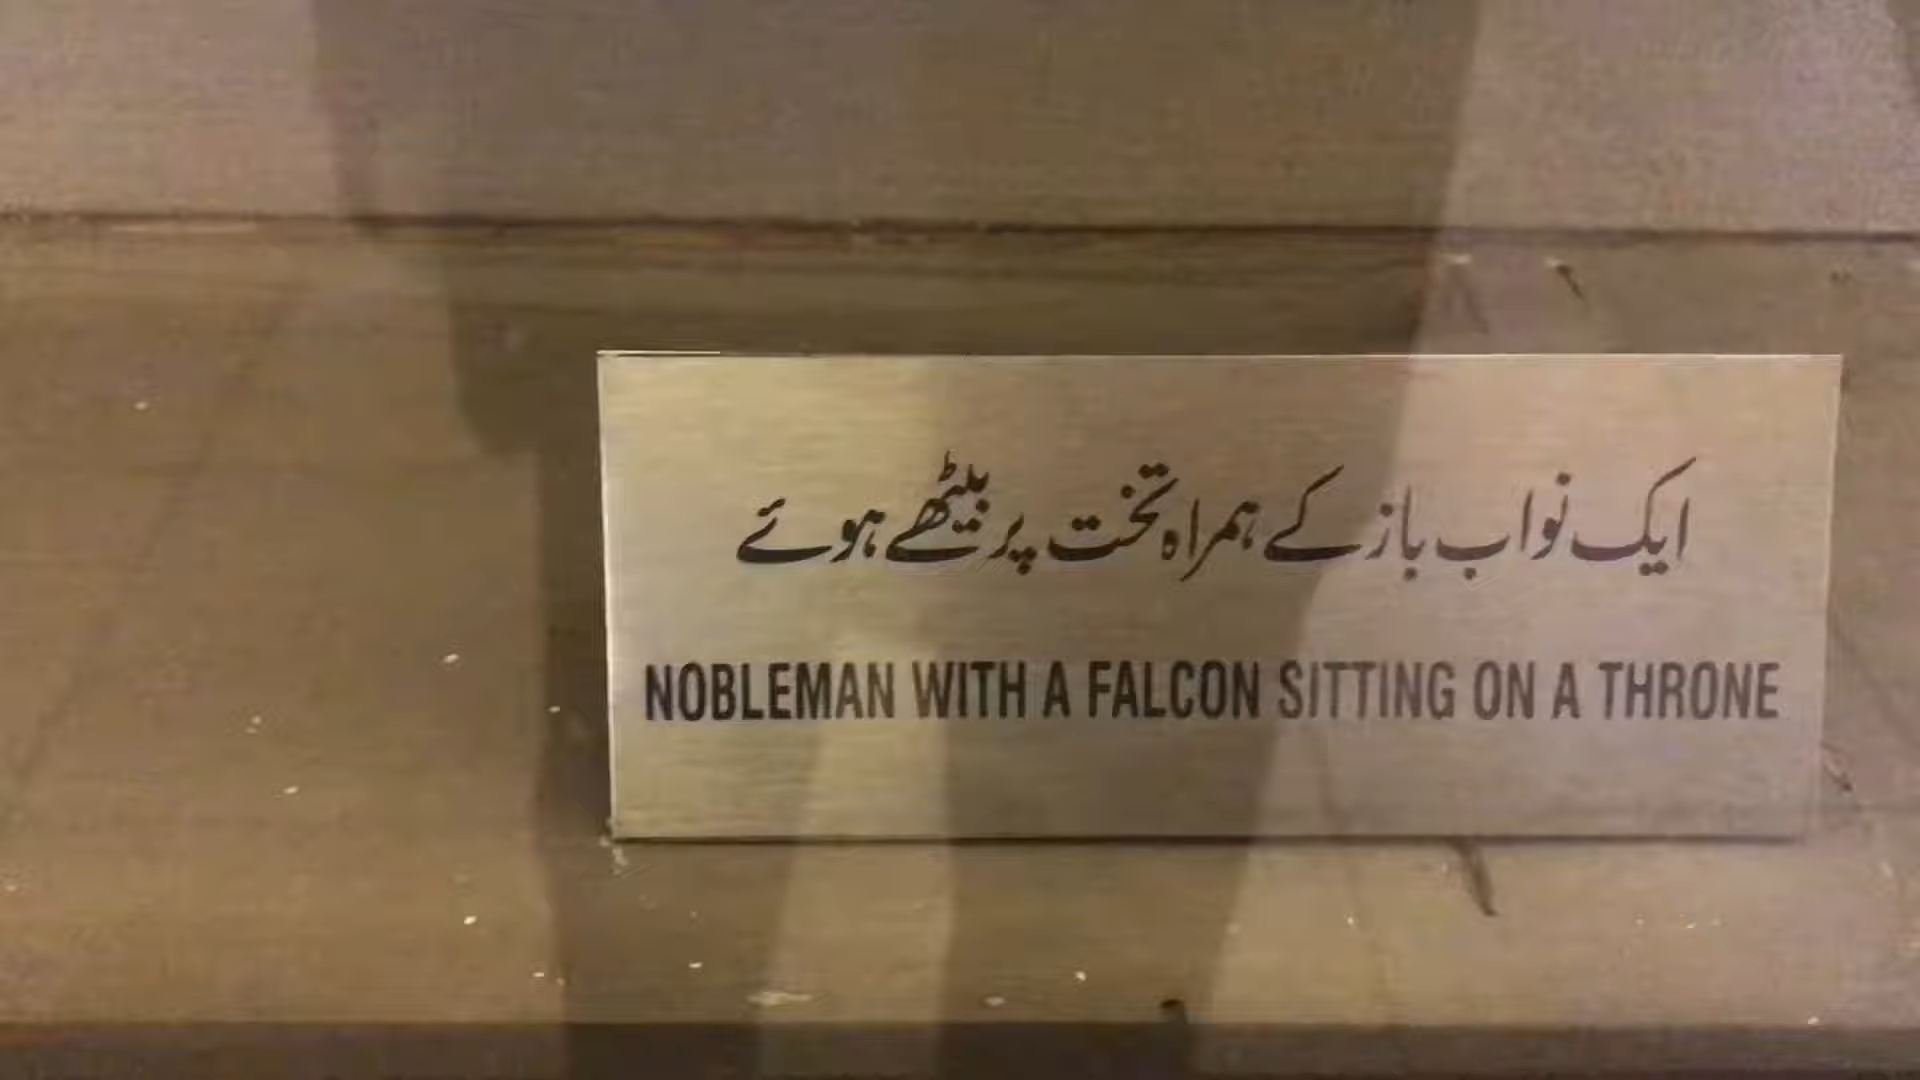 ایک نواب باز کے ہمراہ تخت پر بیٹھے ہوئے
NOBLEMAN WITH A FALCON SITTING ON A THRONE